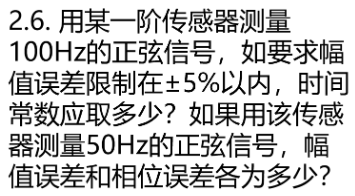 2.6. 用某一阶传感器测量
100Hz的正弦信号，如要求幅
值误差限制在±5%以内，时间
常数应取多少？如果用该传感
器测量50Hz的正弦信号，幅
值误差和相位误差各为多少？